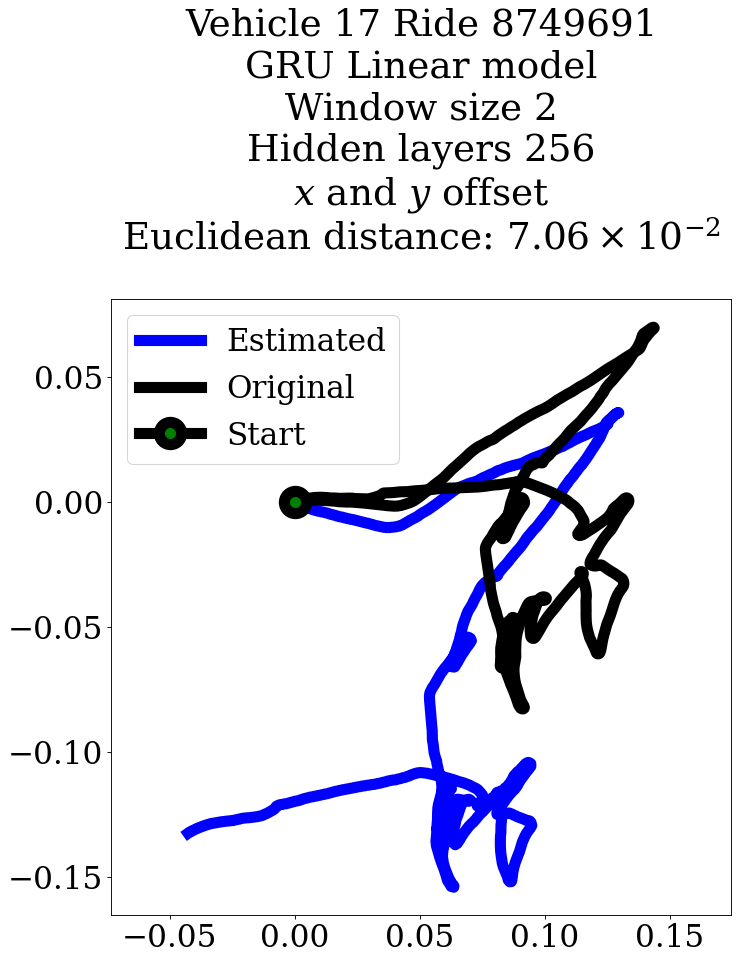 Vehicle 17 Ride 8749691
GRU Linear model
Window size 2
Hidden layers 256
x and y offset
Euclidean distance: 7.06 × 10⁻²
Estimated
Original
Start
0.05
0.00
−0.05
−0.10
−0.15
−0.05 0.00 0.05 0.10 0.15